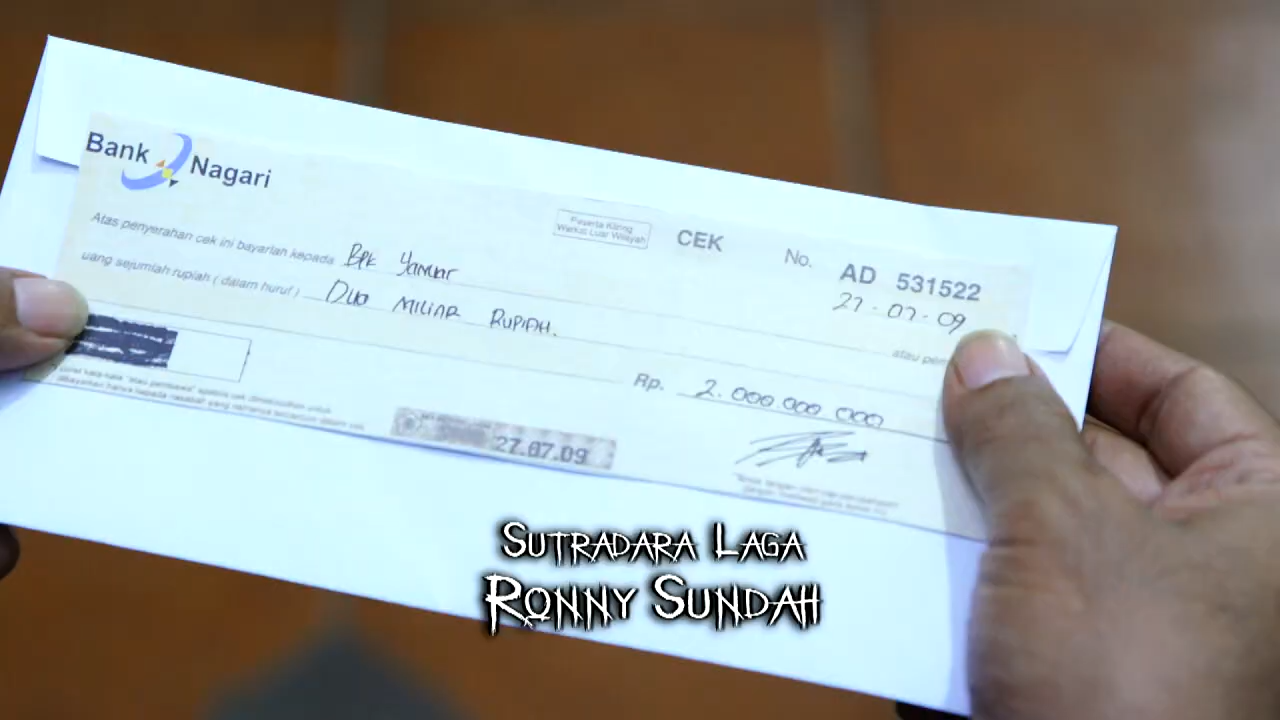 Bank Nagari
Peserta Kliring
Warkat Luar Wilayah
CEK
No. AD 531522
27-07-09
Atas penyerahan cek ini bayarlah kepada Bpk Yanuar
atau
uang sejumlah rupiah ( dalam huruf ) Dua MILIAR RUPIAH.
Rp. 2.000.000 000
27.07.09
SUTRADARA LAGA
RONNY SUNDAH